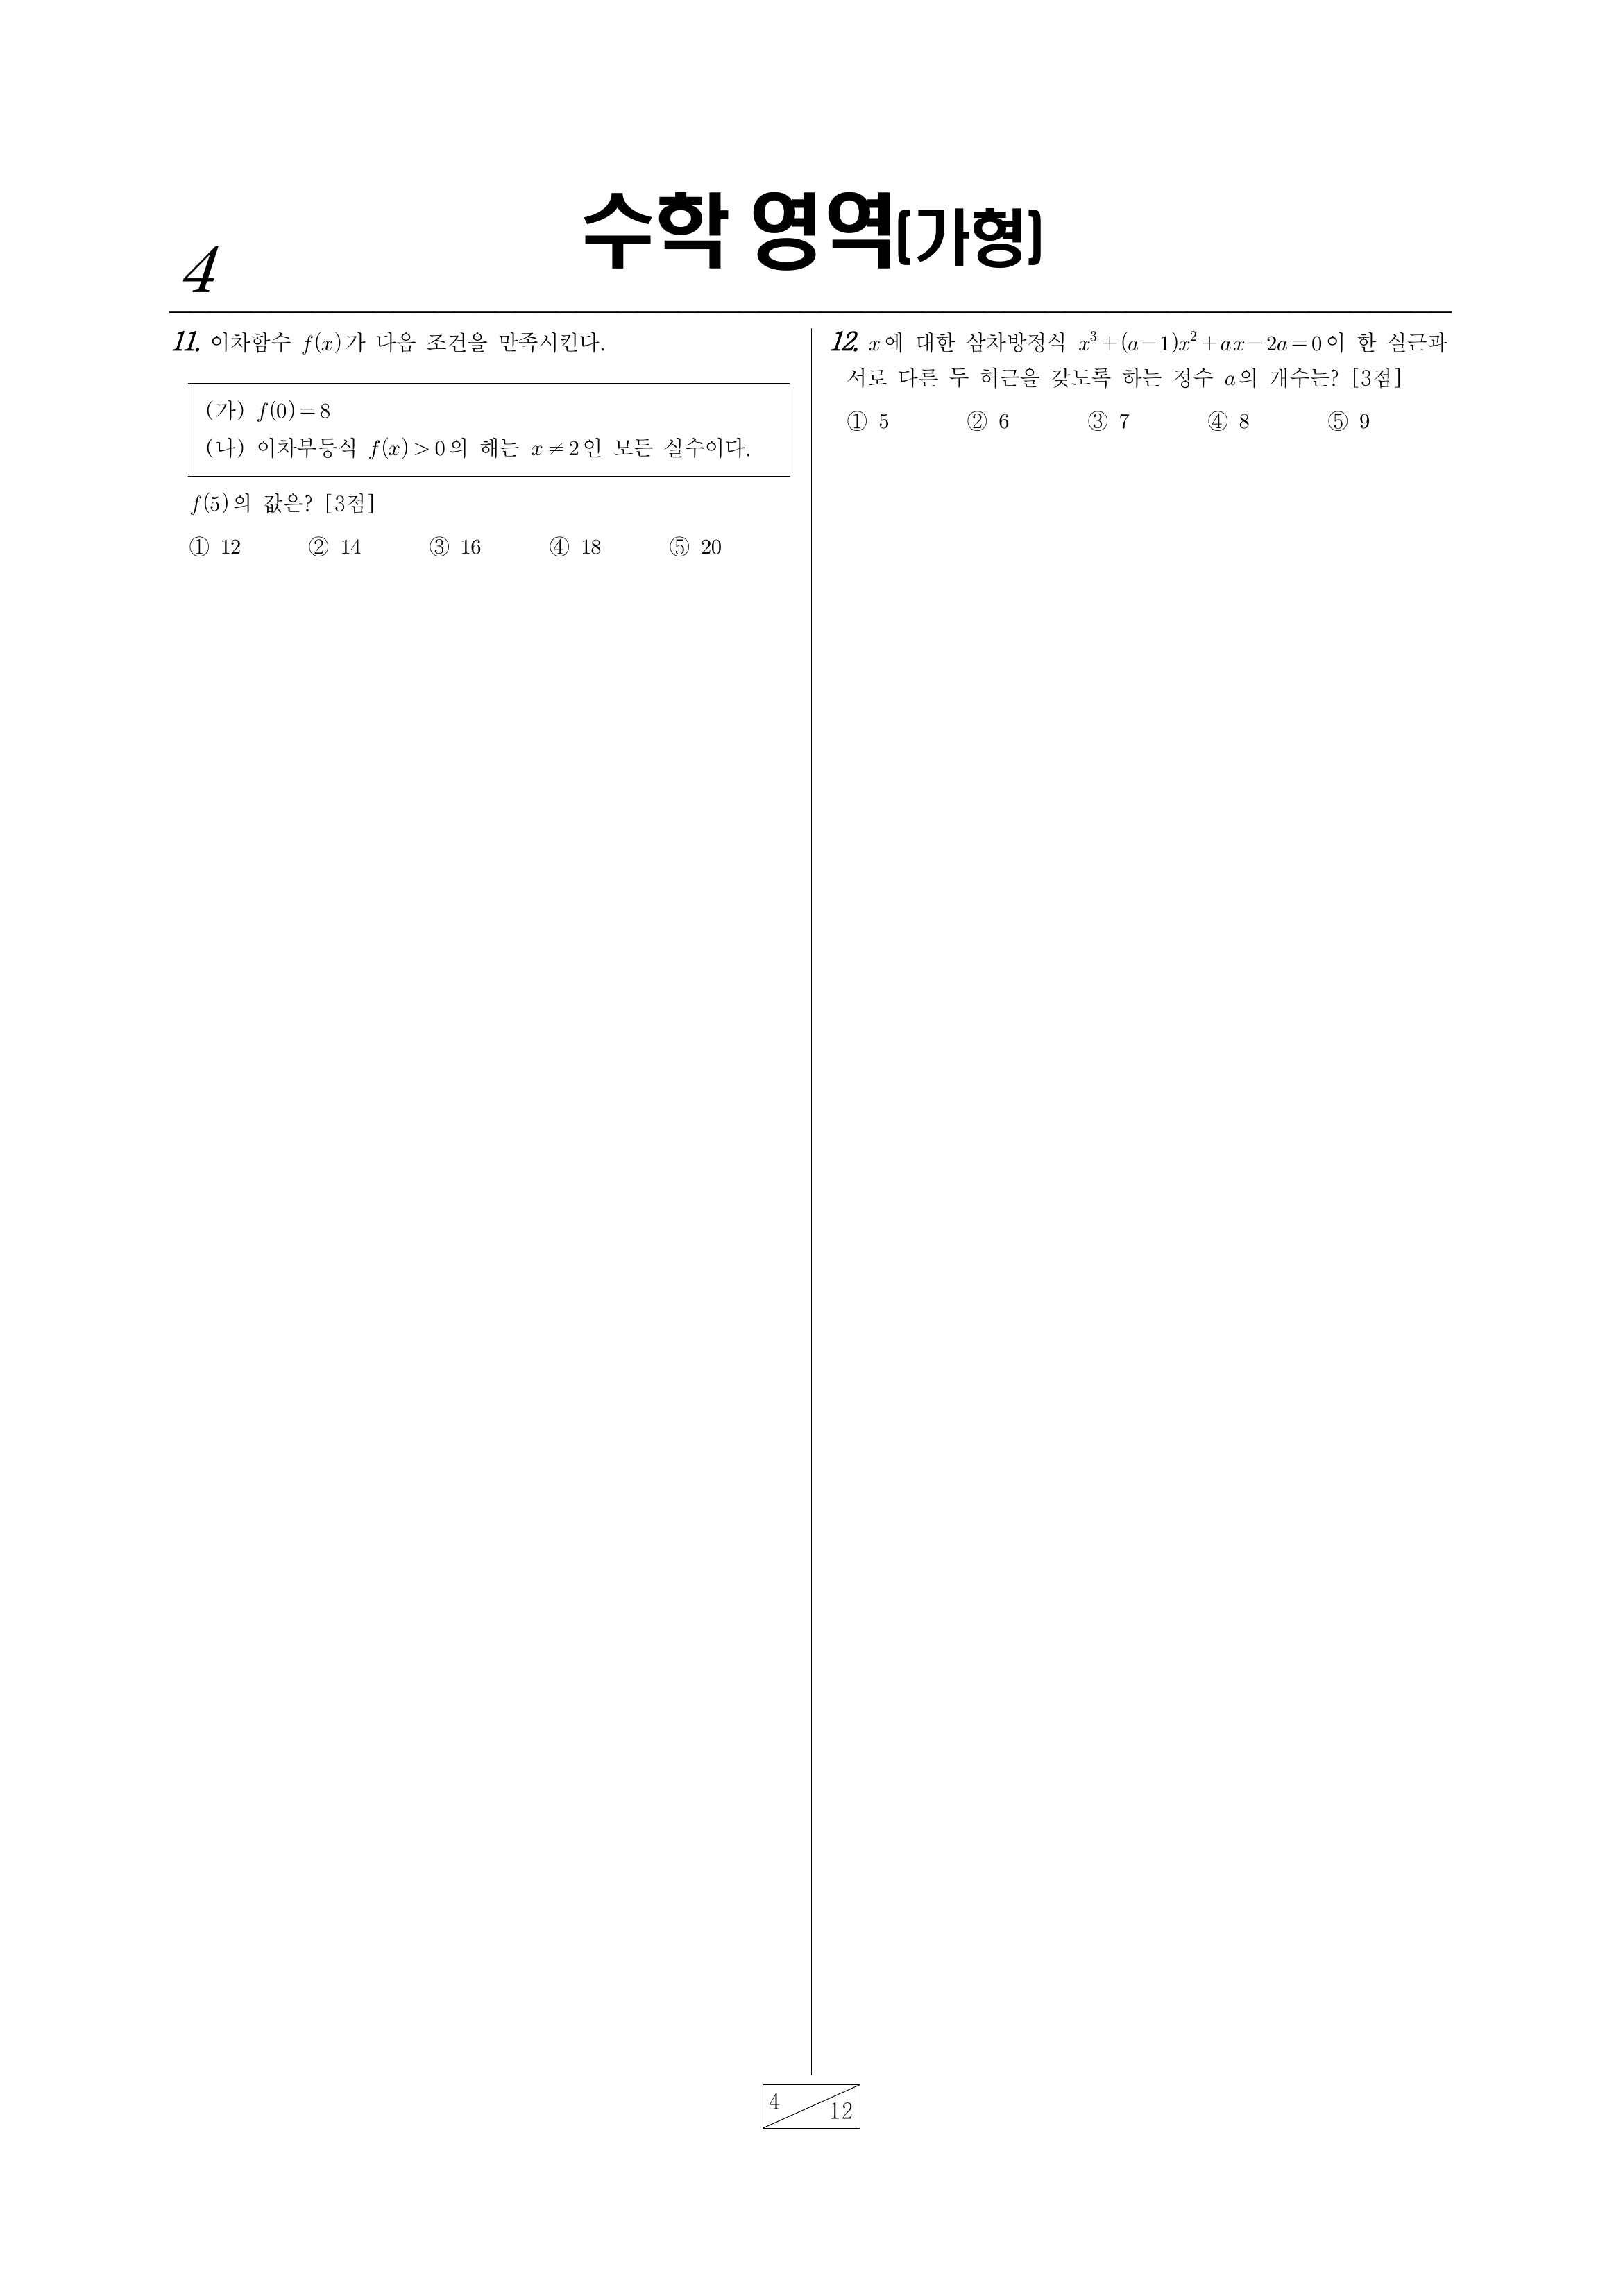 수학 영역(가형)
4
11. 이차함수 f(x)가 다음 조건을 만족시킨다.
(가) f(0)=8
(나) 이차부등식 f(x)>0의 해는 x≠2인 모든 실수이다.
f(5)의 값은? [3점]
① 12 ② 14 ③ 16 ④ 18 ⑤ 20
12. x에 대한 삼차방정식 x³+(a-1)x²+ax-2a=0이 한 실근과
서로 다른 두 허근을 갖도록 하는 정수 a의 개수는? [3점]
① 5 ② 6 ③ 7 ④ 8 ⑤ 9
4
12